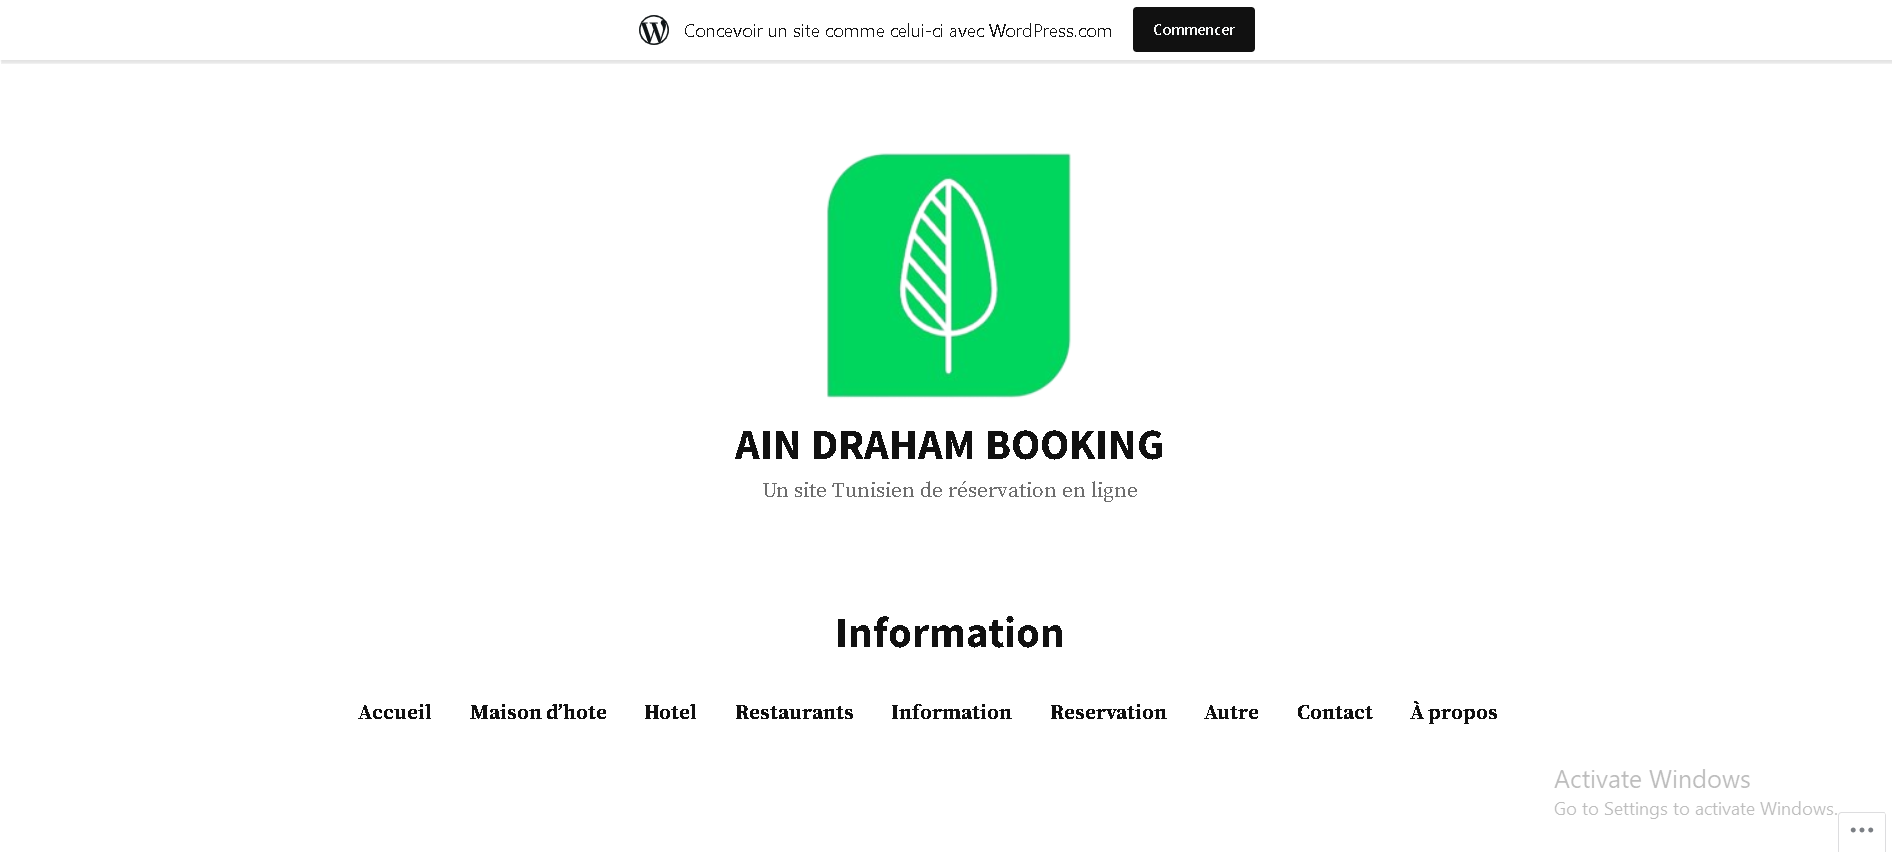 Concevoir un site comme celui-ci avec WordPress.com Commencer
AIN DRAHAM BOOKING
Un site Tunisien de réservation en ligne
Information
Accueil Maison d’hote Hotel Restaurants Information Reservation Autre Contact À propos
Activate Windows
Go to Settings to activate Windows.